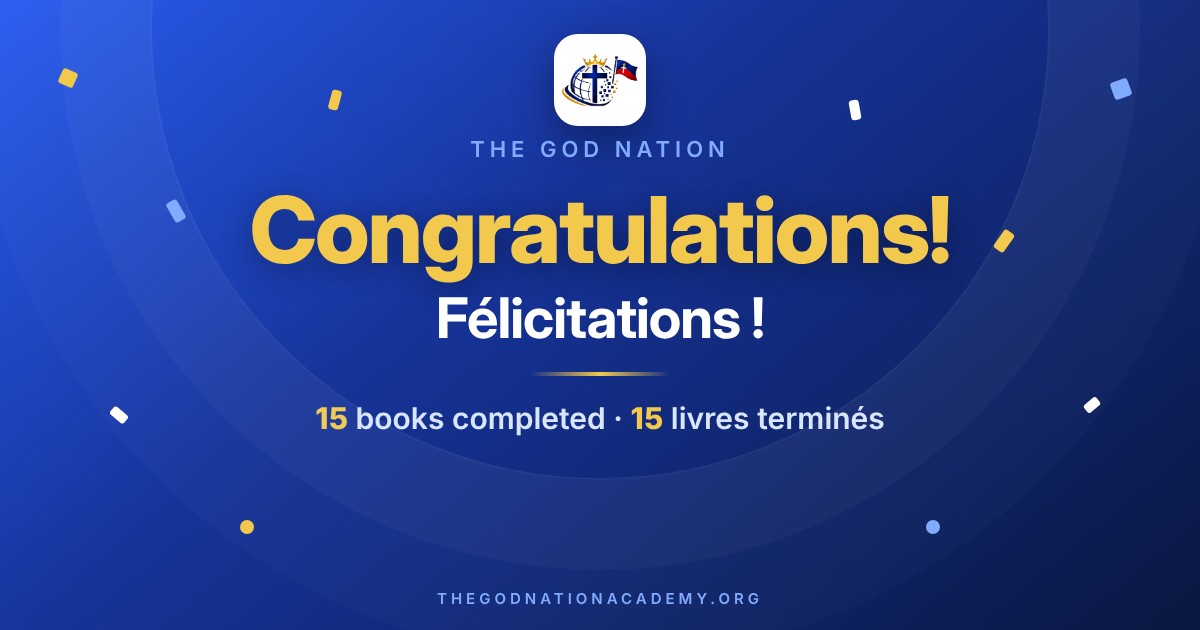 THE GOD NATION
Congratulations!
Félicitations !
15 books completed · 15 livres terminés
THEGODNATIONACADEMY.ORG